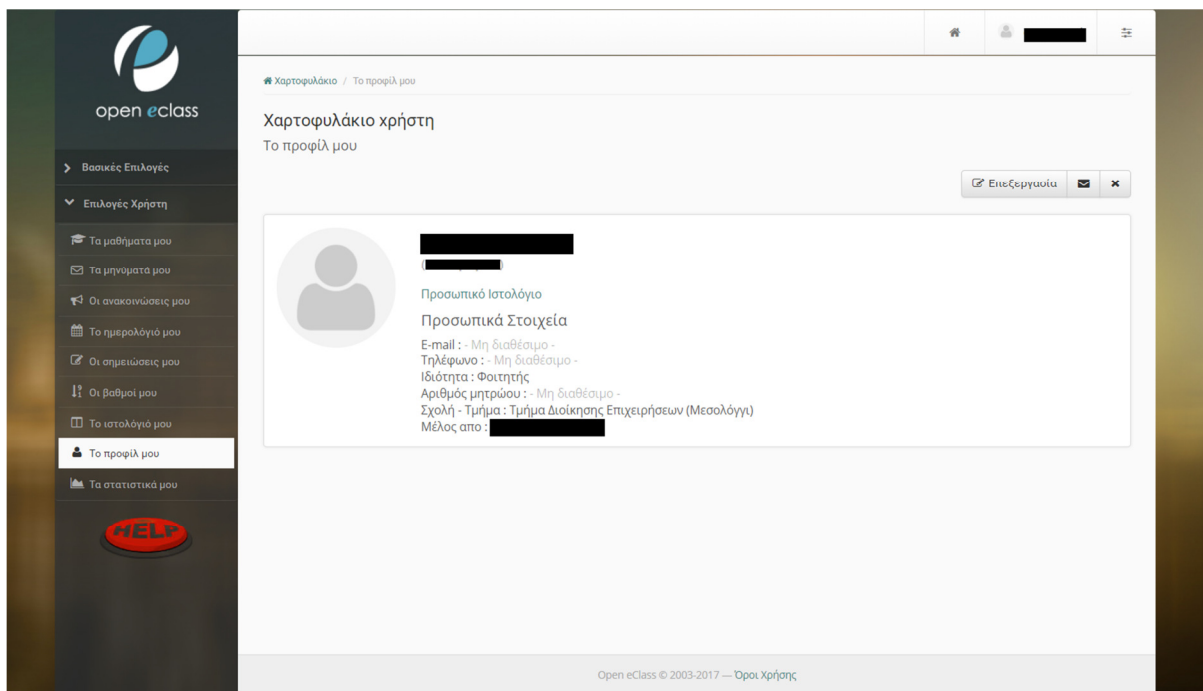 open eclass
Βασικές Επιλογές
Επιλογές Χρήστη
Τα μαθήματα μου
Τα μηνύματά μου
Οι ανακοινώσεις μου
Το ημερολόγιό μου
Οι σημειώσεις μου
Οι βαθμοί μου
Το ιστολόγιό μου
Το προφίλ μου
Τα στατιστικά μου
HELP
Χαρτοφυλάκιο / Το προφίλ μου
Χαρτοφυλάκιο χρήστη
Το προφίλ μου
Επεξεργασία
( )
Προσωπικό Ιστολόγιο
Προσωπικά Στοιχεία
E-mail : - Μη διαθέσιμο -
Τηλέφωνο : - Μη διαθέσιμο -
Ιδιότητα : Φοιτητής
Αριθμός μητρώου : - Μη διαθέσιμο -
Σχολή - Τμήμα : Τμήμα Διοίκησης Επιχειρήσεων (Μεσολόγγι)
Μέλος απο :
Open eClass © 2003-2017 — Όροι Χρήσης